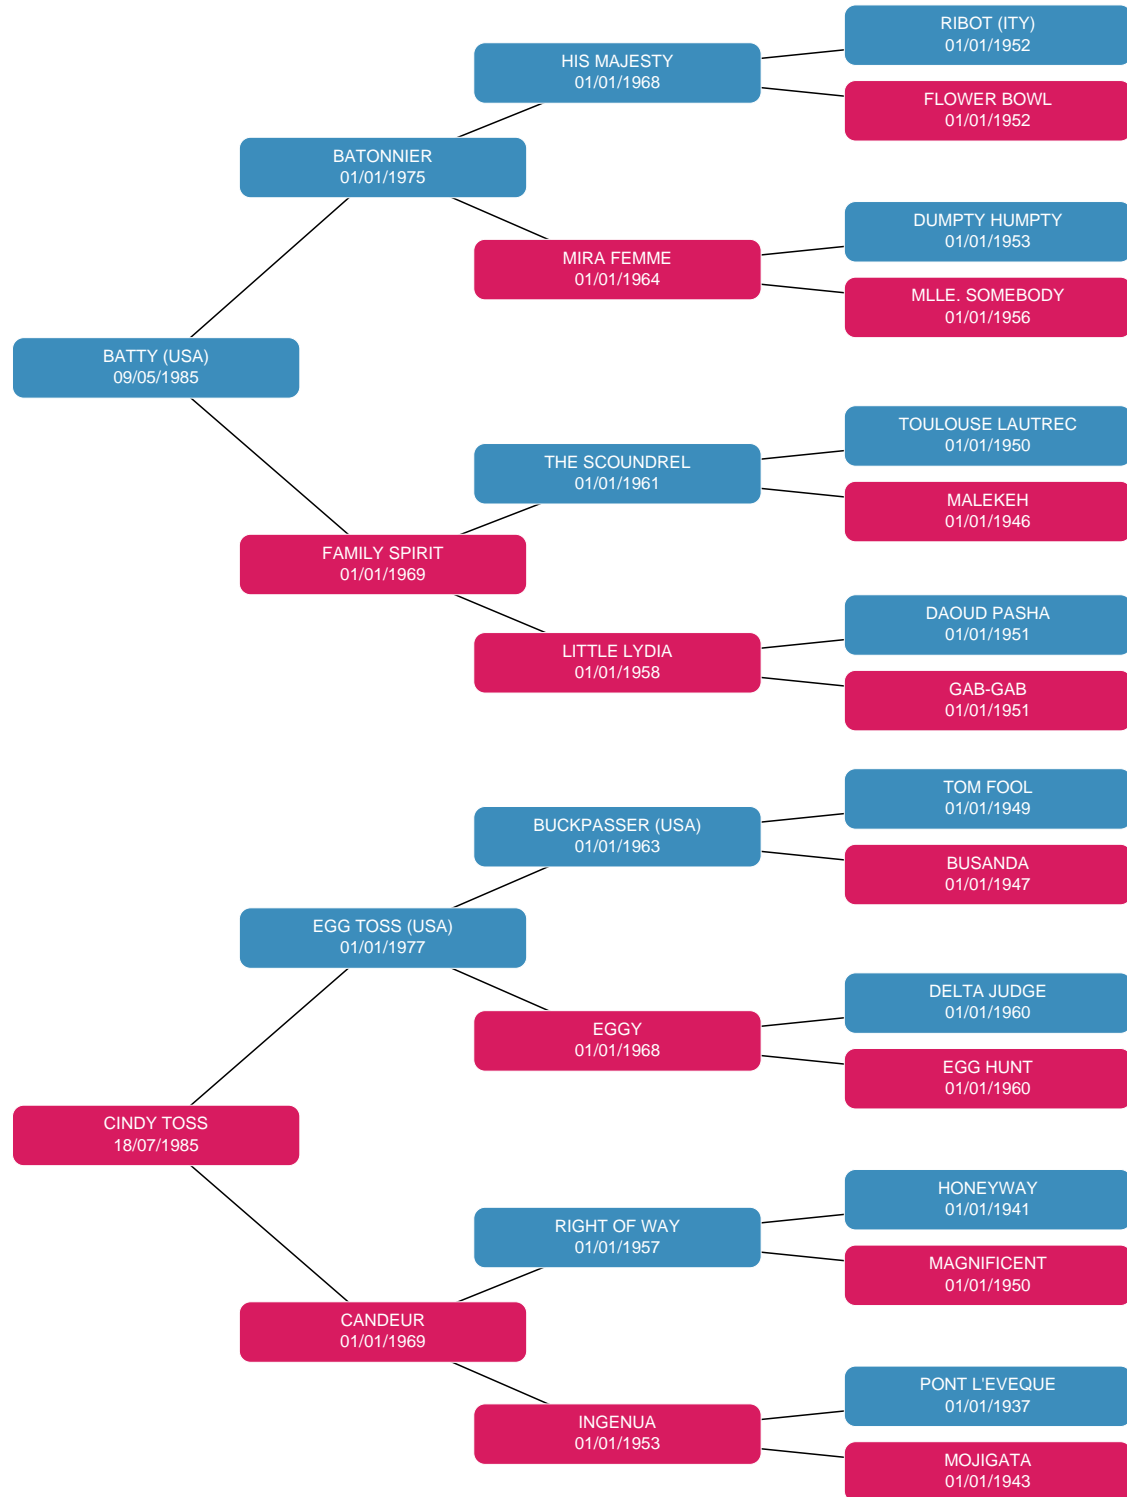 RIBOT (ITY)
01/01/1952
HIS MAJESTY
01/01/1968
FLOWER BOWL
01/01/1952
BATONNIER
01/01/1975
DUMPTY HUMPTY
01/01/1953
MIRA FEMME
01/01/1964
MLLE. SOMEBODY
01/01/1956
BATTY (USA)
09/05/1985
TOULOUSE LAUTREC
01/01/1950
THE SCOUNDREL
01/01/1961
MALEKEH
01/01/1946
FAMILY SPIRIT
01/01/1969
DAOUD PASHA
01/01/1951
LITTLE LYDIA
01/01/1958
GAB-GAB
01/01/1951
TOM FOOL
01/01/1949
BUCKPASSER (USA)
01/01/1963
BUSANDA
01/01/1947
EGG TOSS (USA)
01/01/1977
DELTA JUDGE
01/01/1960
EGGY
01/01/1968
EGG HUNT
01/01/1960
CINDY TOSS
18/07/1985
HONEYWAY
01/01/1941
RIGHT OF WAY
01/01/1957
MAGNIFICENT
01/01/1950
CANDEUR
01/01/1969
PONT L'EVEQUE
01/01/1937
INGENUA
01/01/1953
MOJIGATA
01/01/1943